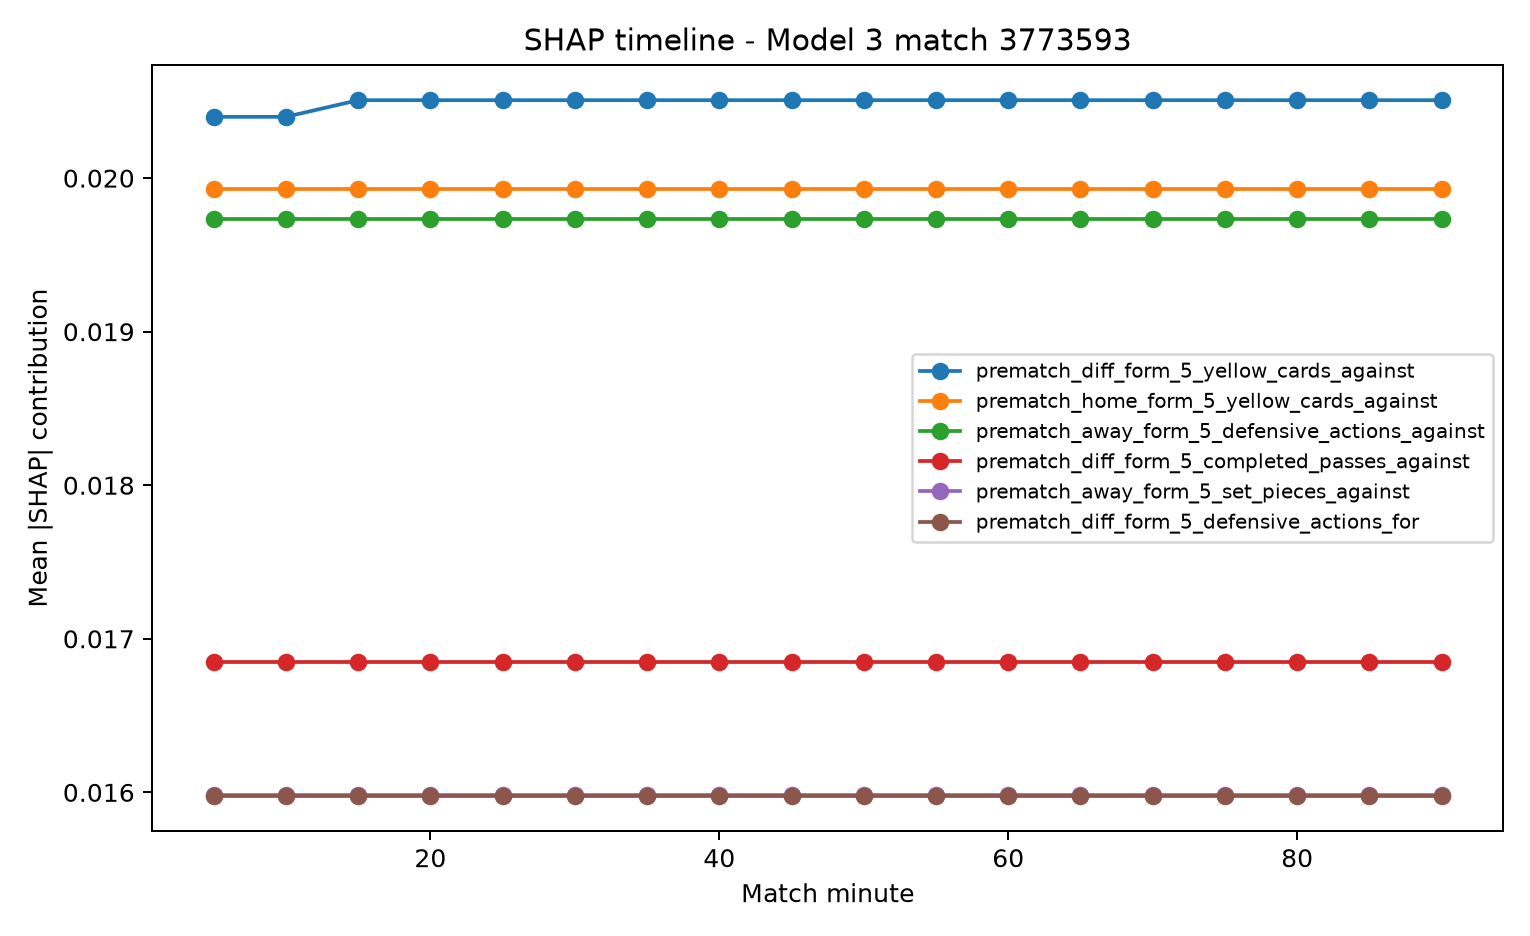 SHAP timeline - Model 3 match 3773593
Mean |SHAP| contribution
0.020
0.019
0.018
0.017
0.016
prematch_diff_form_5_yellow_cards_against
prematch_home_form_5_yellow_cards_against
prematch_away_form_5_defensive_actions_against
prematch_diff_form_5_completed_passes_against
prematch_away_form_5_set_pieces_against
prematch_diff_form_5_defensive_actions_for
20 40 60 80
Match minute